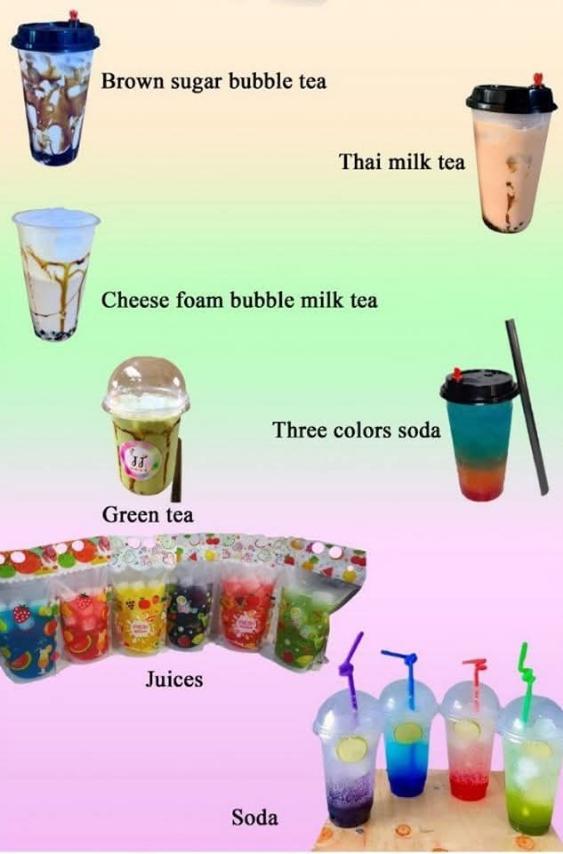 Brown sugar bubble tea
Thai milk tea
Cheese foam bubble milk tea
Three colors soda
Green tea
Juices
Soda